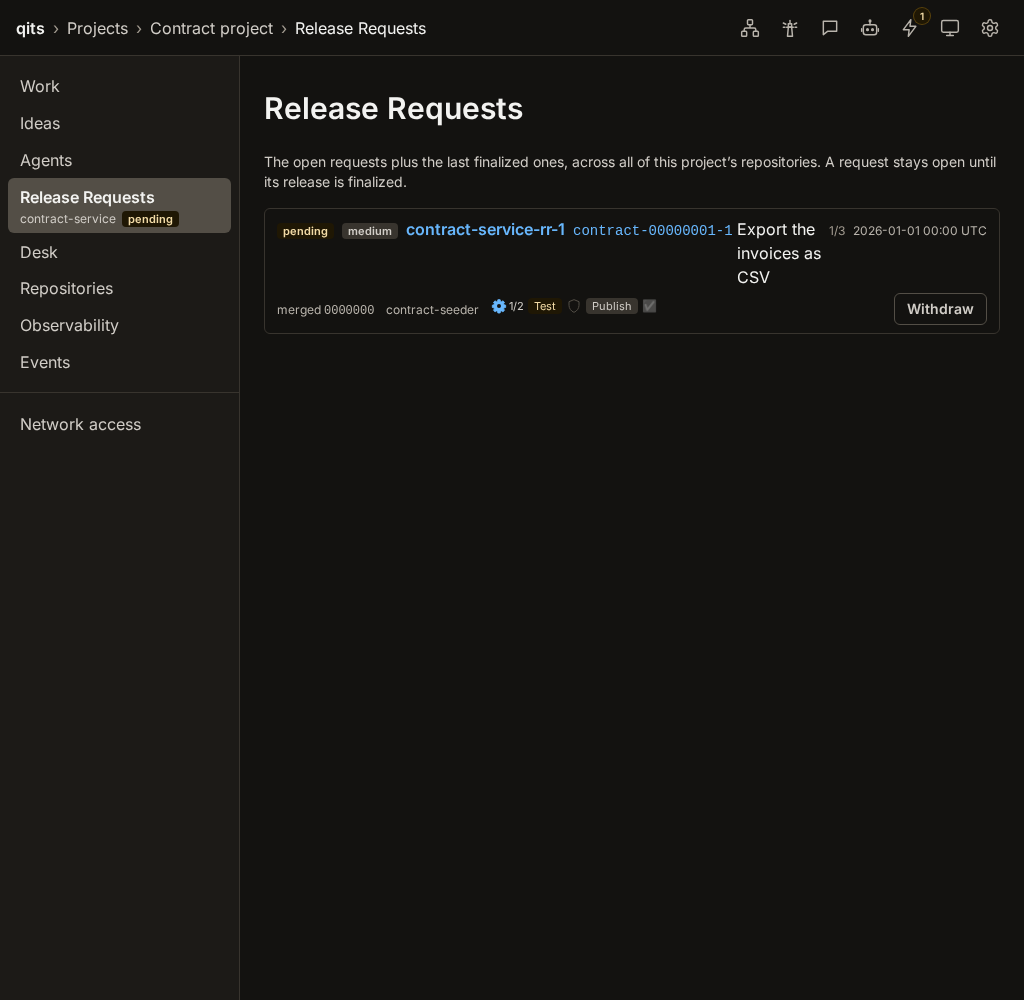 qits › Projects › Contract project › Release Requests
1
Work
Ideas
Agents
Release Requests
contract-service pending
Desk
Repositories
Observability
Events
Network access
Release Requests
The open requests plus the last finalized ones, across all of this project’s repositories. A request stays open until
its release is finalized.
pending medium contract-service-rr-1 contract-00000001-1 Export the 1/3 2026-01-01 00:00 UTC
invoices as
CSV
merged 0000000 contract-seeder 1/2 Test Publish Withdraw